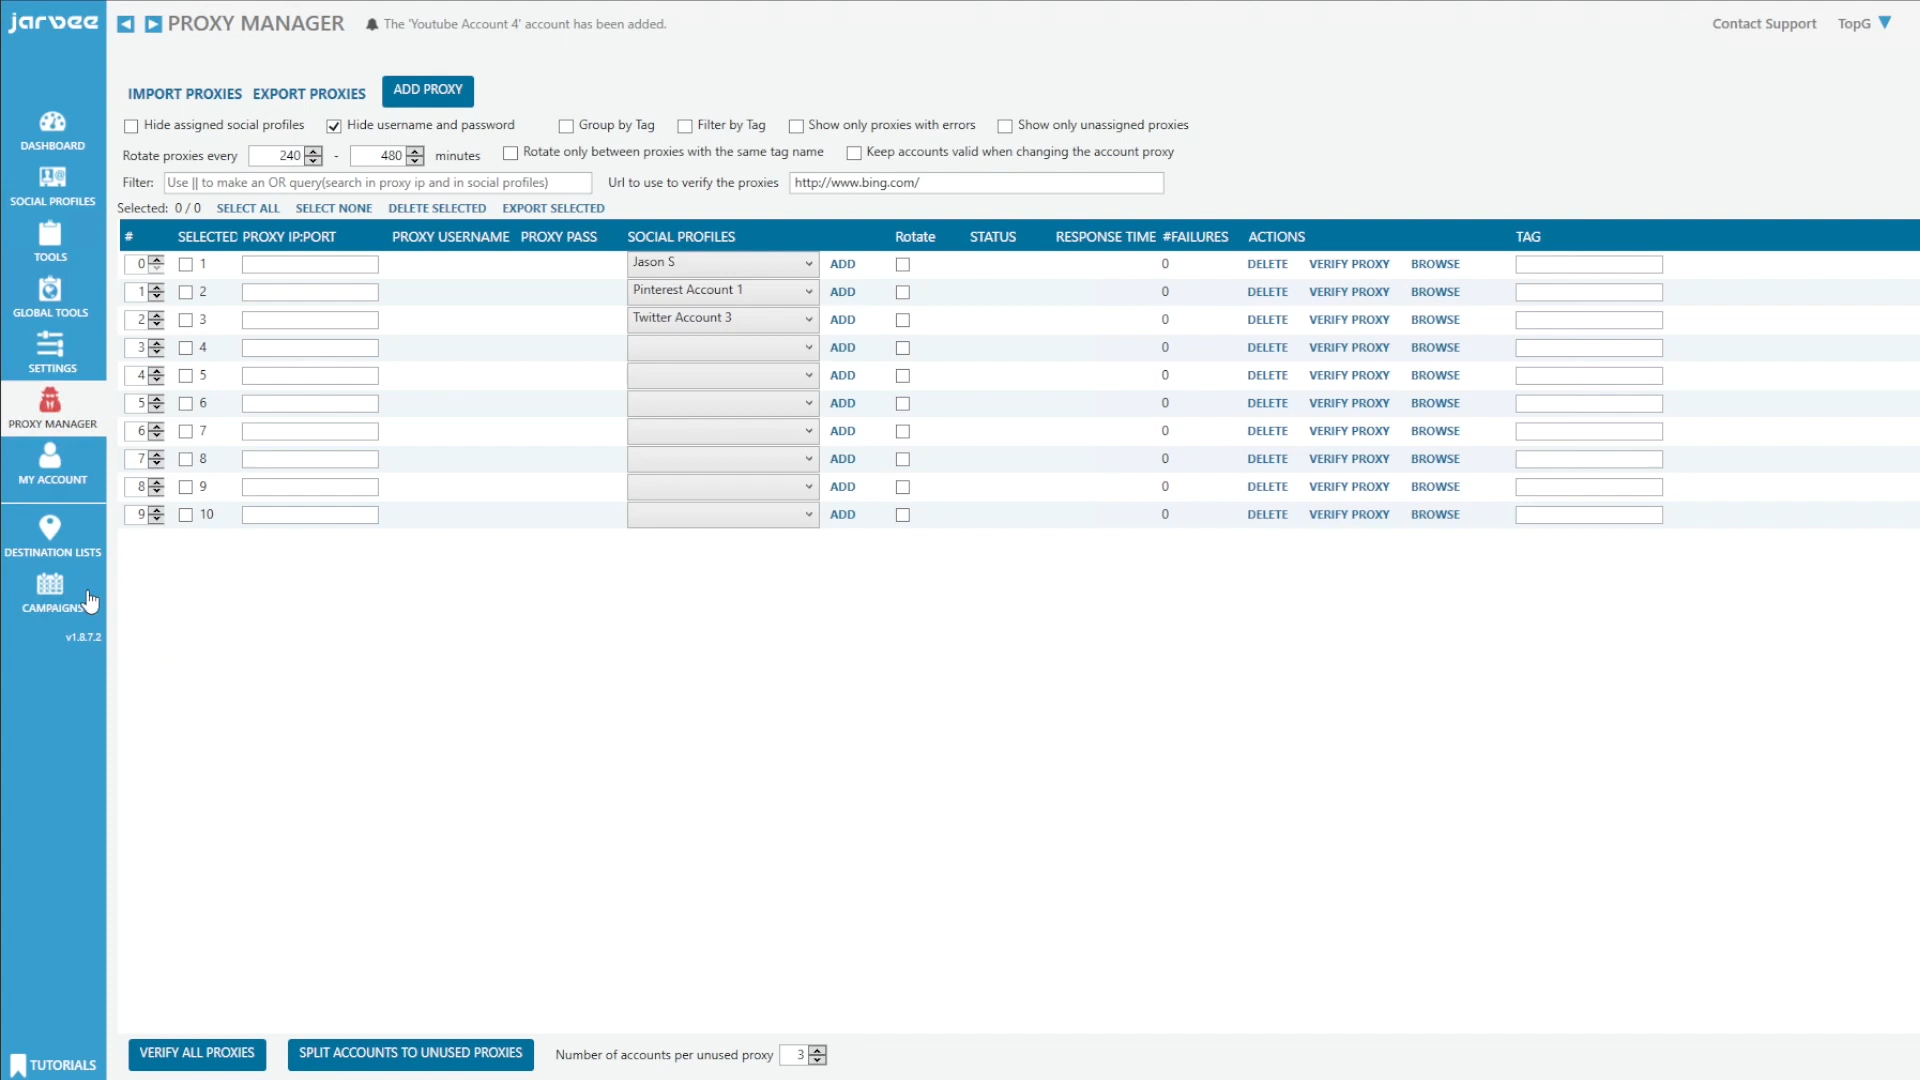 jarvee
PROXY MANAGER The 'Youtube Account 4' account has been added. Contact Support TopG
IMPORT PROXIES EXPORT PROXIES ADD PROXY
Hide assigned social profiles Hide username and password Group by Tag Filter by Tag Show only proxies with errors Show only unassigned proxies
Rotate proxies every 240 - 480 minutes Rotate only between proxies with the same tag name Keep accounts valid when changing the account proxy
Filter: Use || to make an OR query(search in proxy ip and in social profiles) Url to use to verify the proxies http://www.bing.com/
Selected: 0 / 0 SELECT ALL SELECT NONE DELETE SELECTED EXPORT SELECTED
# SELECTED PROXY IP:PORT PROXY USERNAME PROXY PASS SOCIAL PROFILES Rotate STATUS RESPONSE TIME #FAILURES ACTIONS TAG
0 1 Jason S ADD 0 DELETE VERIFY PROXY BROWSE
1 2 Pinterest Account 1 ADD 0 DELETE VERIFY PROXY BROWSE
2 3 Twitter Account 3 ADD 0 DELETE VERIFY PROXY BROWSE
3 4 ADD 0 DELETE VERIFY PROXY BROWSE
4 5 ADD 0 DELETE VERIFY PROXY BROWSE
5 6 ADD 0 DELETE VERIFY PROXY BROWSE
6 7 ADD 0 DELETE VERIFY PROXY BROWSE
7 8 ADD 0 DELETE VERIFY PROXY BROWSE
8 9 ADD 0 DELETE VERIFY PROXY BROWSE
9 10 ADD 0 DELETE VERIFY PROXY BROWSE
DASHBOARD
SOCIAL PROFILES
TOOLS
GLOBAL TOOLS
SETTINGS
PROXY MANAGER
MY ACCOUNT
DESTINATION LISTS
CAMPAIGNS
v1.8.7.2
TUTORIALS
VERIFY ALL PROXIES SPLIT ACCOUNTS TO UNUSED PROXIES Number of accounts per unused proxy 3